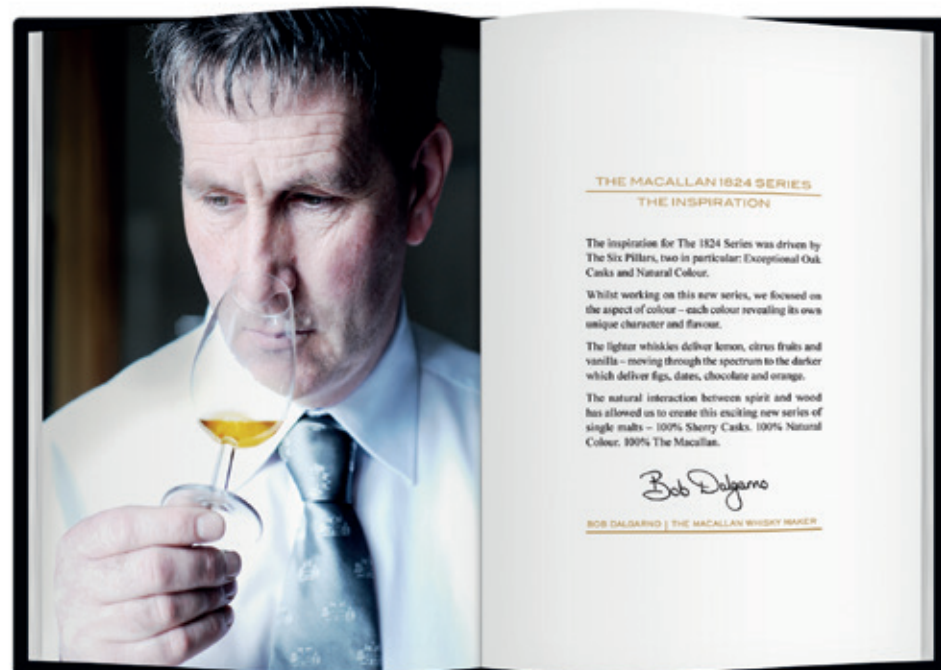 THE MACALLAN 1824 SERIES
THE INSPIRATION
The inspiration for The 1824 Series was driven by
The Six Pillars, two in particular: Exceptional Oak
Casks and Natural Colour.
Whilst working on this new series, we focused on
the aspect of colour – each colour revealing its own
unique character and flavour.
The lighter whiskies deliver lemon, citrus fruits and
vanilla – moving through the spectrum to the darker
which deliver figs, dates, chocolate and orange.
The natural interaction between spirit and wood
has allowed us to create this exciting new series of
single malts – 100% Sherry Casks. 100% Natural
Colour. 100% The Macallan.
Bob Dalgarno
BOB DALGARNO | THE MACALLAN WHISKY MAKER